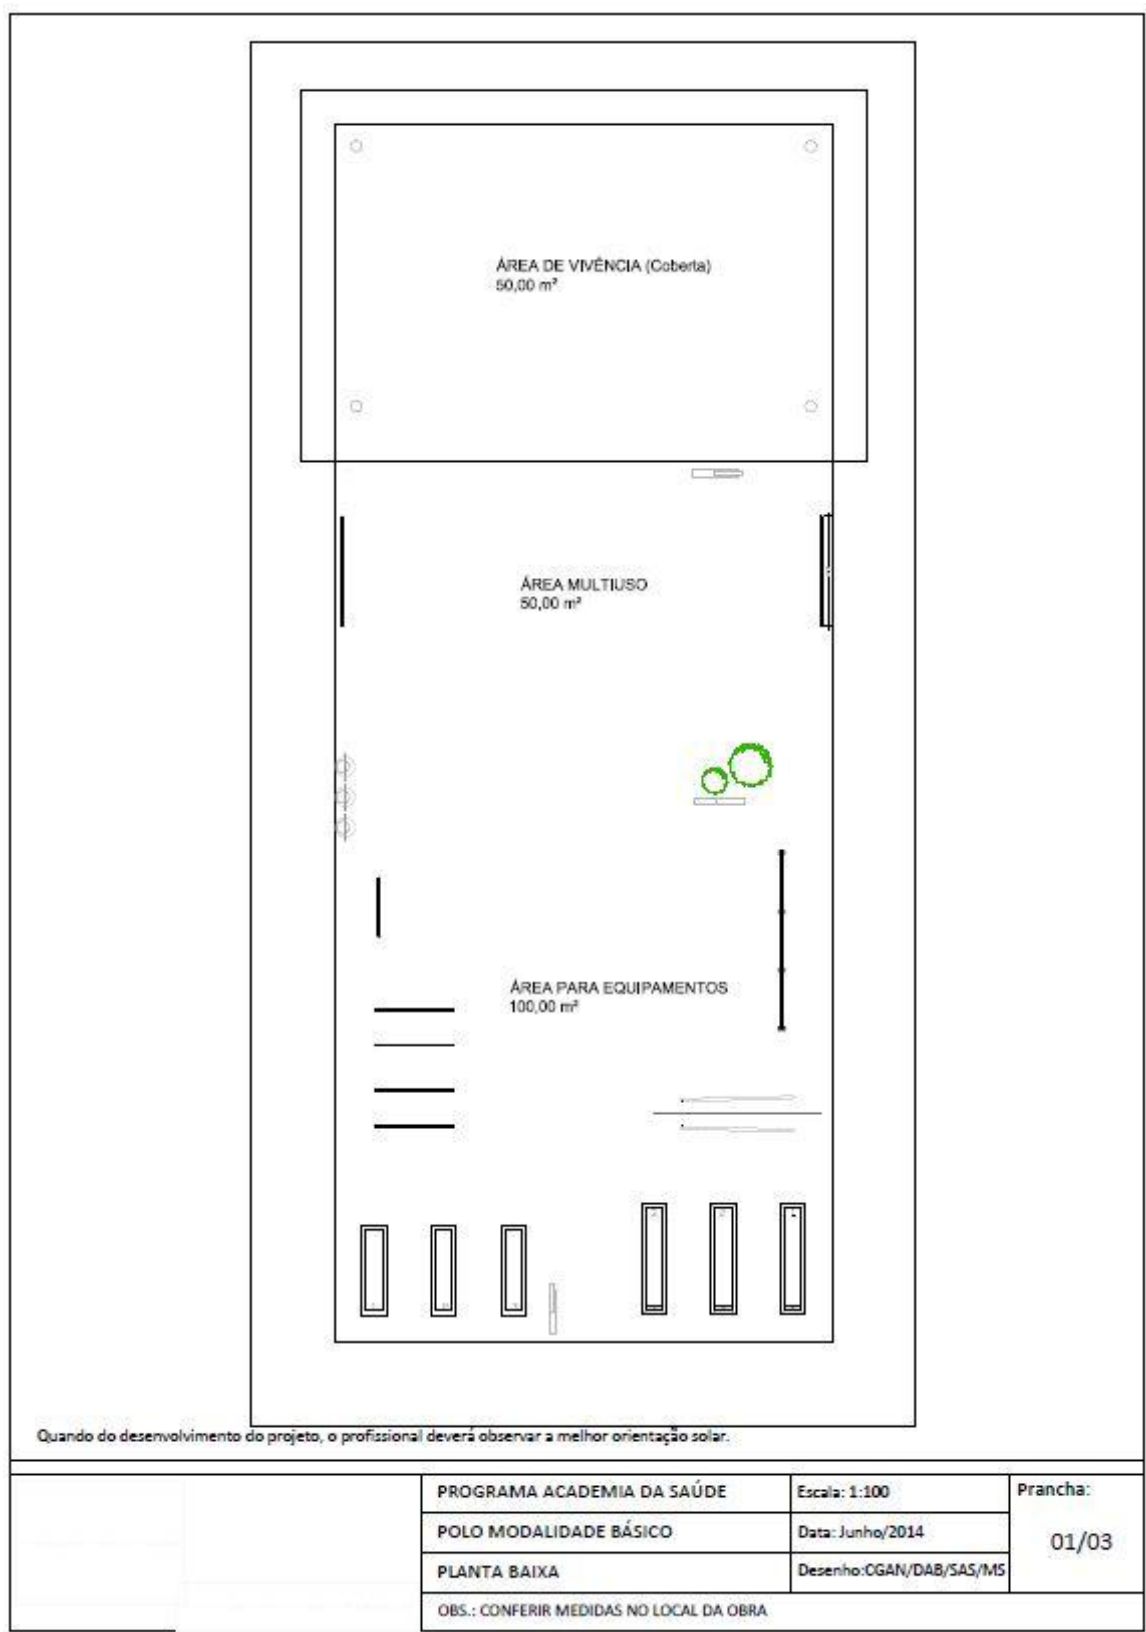 ÁREA DE VIVÊNCIA (Coberta)
50,00 m²
ÁREA MULTIUSO
50,00 m²
ÁREA PARA EQUIPAMENTOS
100,00 m²
Quando do desenvolvimento do projeto, o profissional deverá observar a melhor orientação solar.
PROGRAMA ACADEMIA DA SAÚDE
Escala: 1:100
Prancha:
POLO MODALIDADE BÁSICO
Data: Junho/2014
01/03
PLANTA BAIXA
Desenho:CGAN/DAB/SAS/MS
OBS.: CONFERIR MEDIDAS NO LOCAL DA OBRA